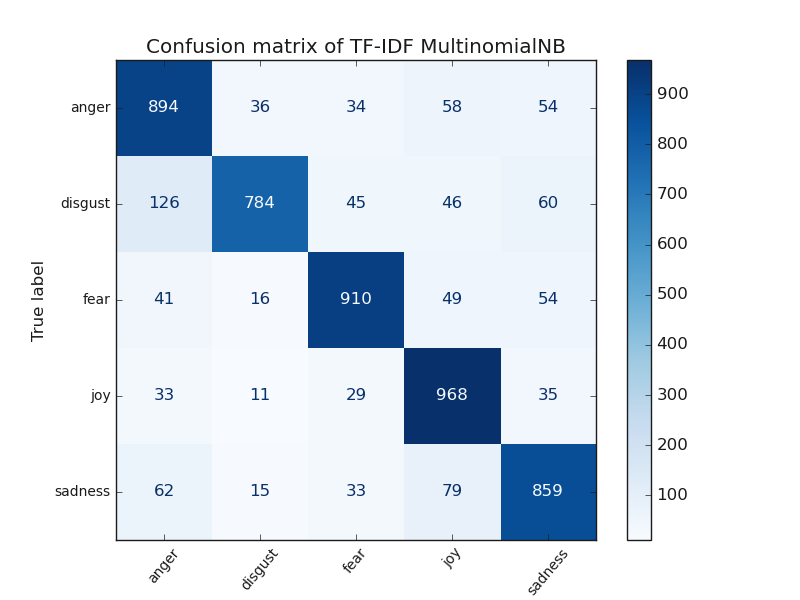 Confusion matrix of TF-IDF MultinomialNB
anger 894 36 34 58 54
disgust 126 784 45 46 60
fear 41 16 910 49 54
joy 33 11 29 968 35
sadness 62 15 33 79 859
True label
anger disgust fear joy sadness
900
800
700
600
500
400
300
200
100